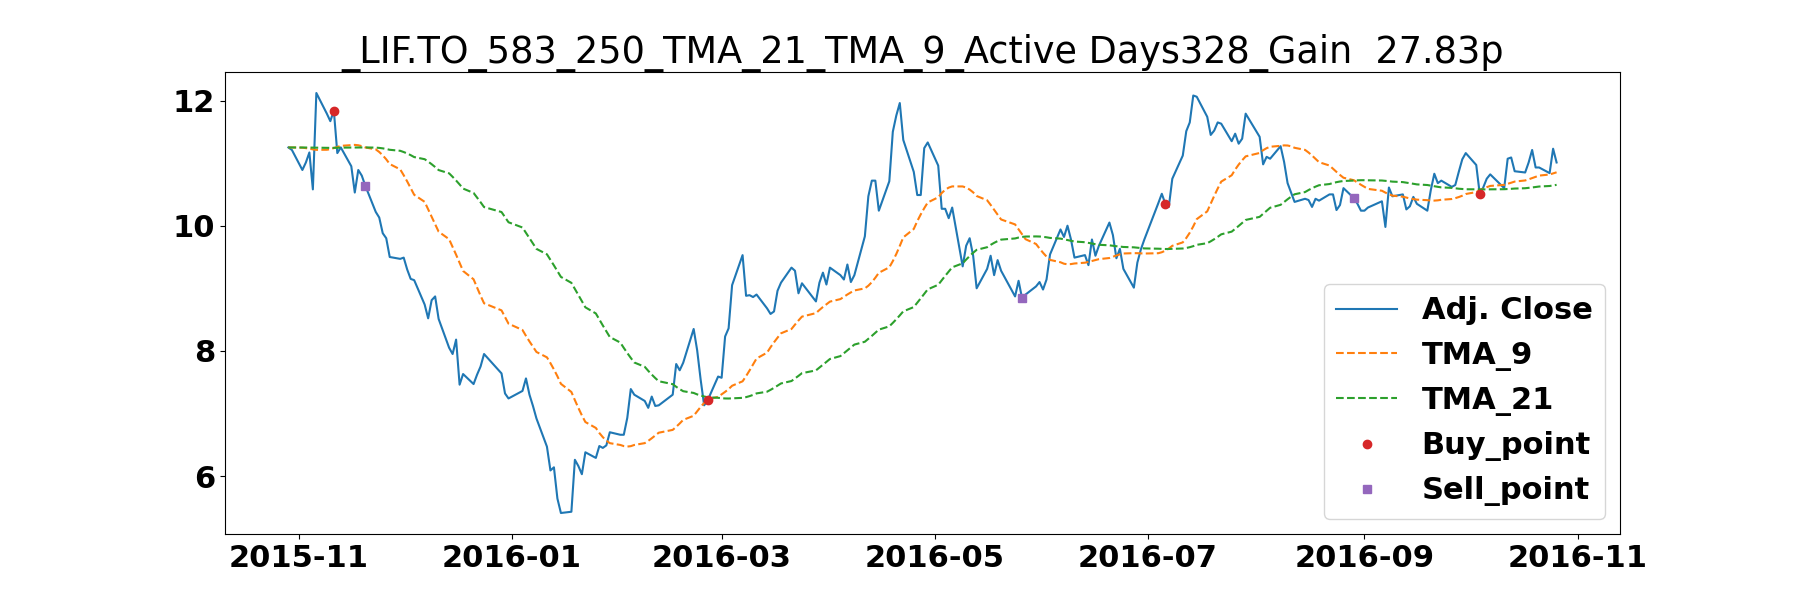 _LIF.TO_583_250_TMA_21_TMA_9_Active Days328_Gain  27.83p
12
10
8
6
Adj. Close
TMA_9
TMA_21
Buy_point
Sell_point
2015-11 2016-01 2016-03 2016-05 2016-07 2016-09 2016-11